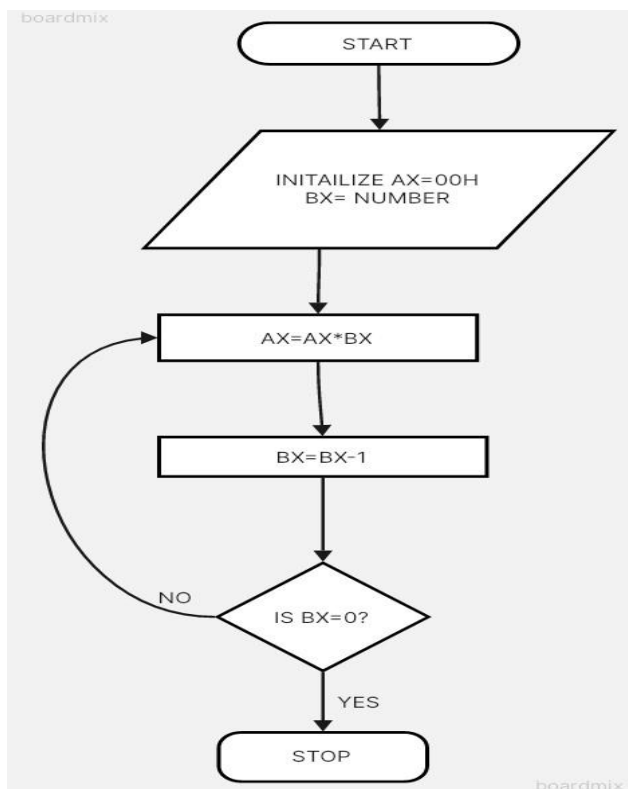 boardmix
START
INITAILIZE AX=00H
BX= NUMBER
AX=AX*BX
BX=BX-1
IS BX=0?
NO
YES
STOP
boardmix